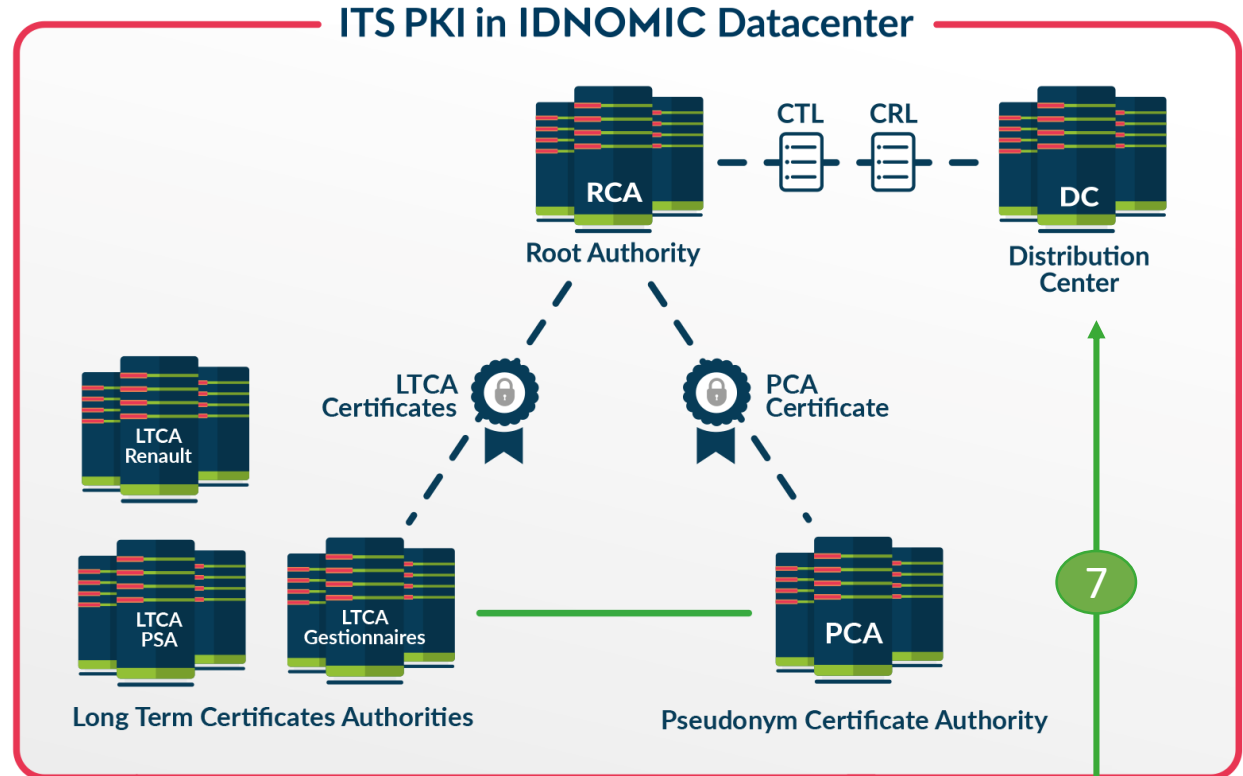 ITS PKI in IDNOMIC Datacenter
CTL
CRL
RCA
DC
Root Authority
Distribution
Center
LTCA
Certificates
PCA
Certificate
LTCA
Renault
LTCA
PSA
LTCA
Gestionnaires
PCA
7
Long Term Certificates Authorities
Pseudonym Certificate Authority